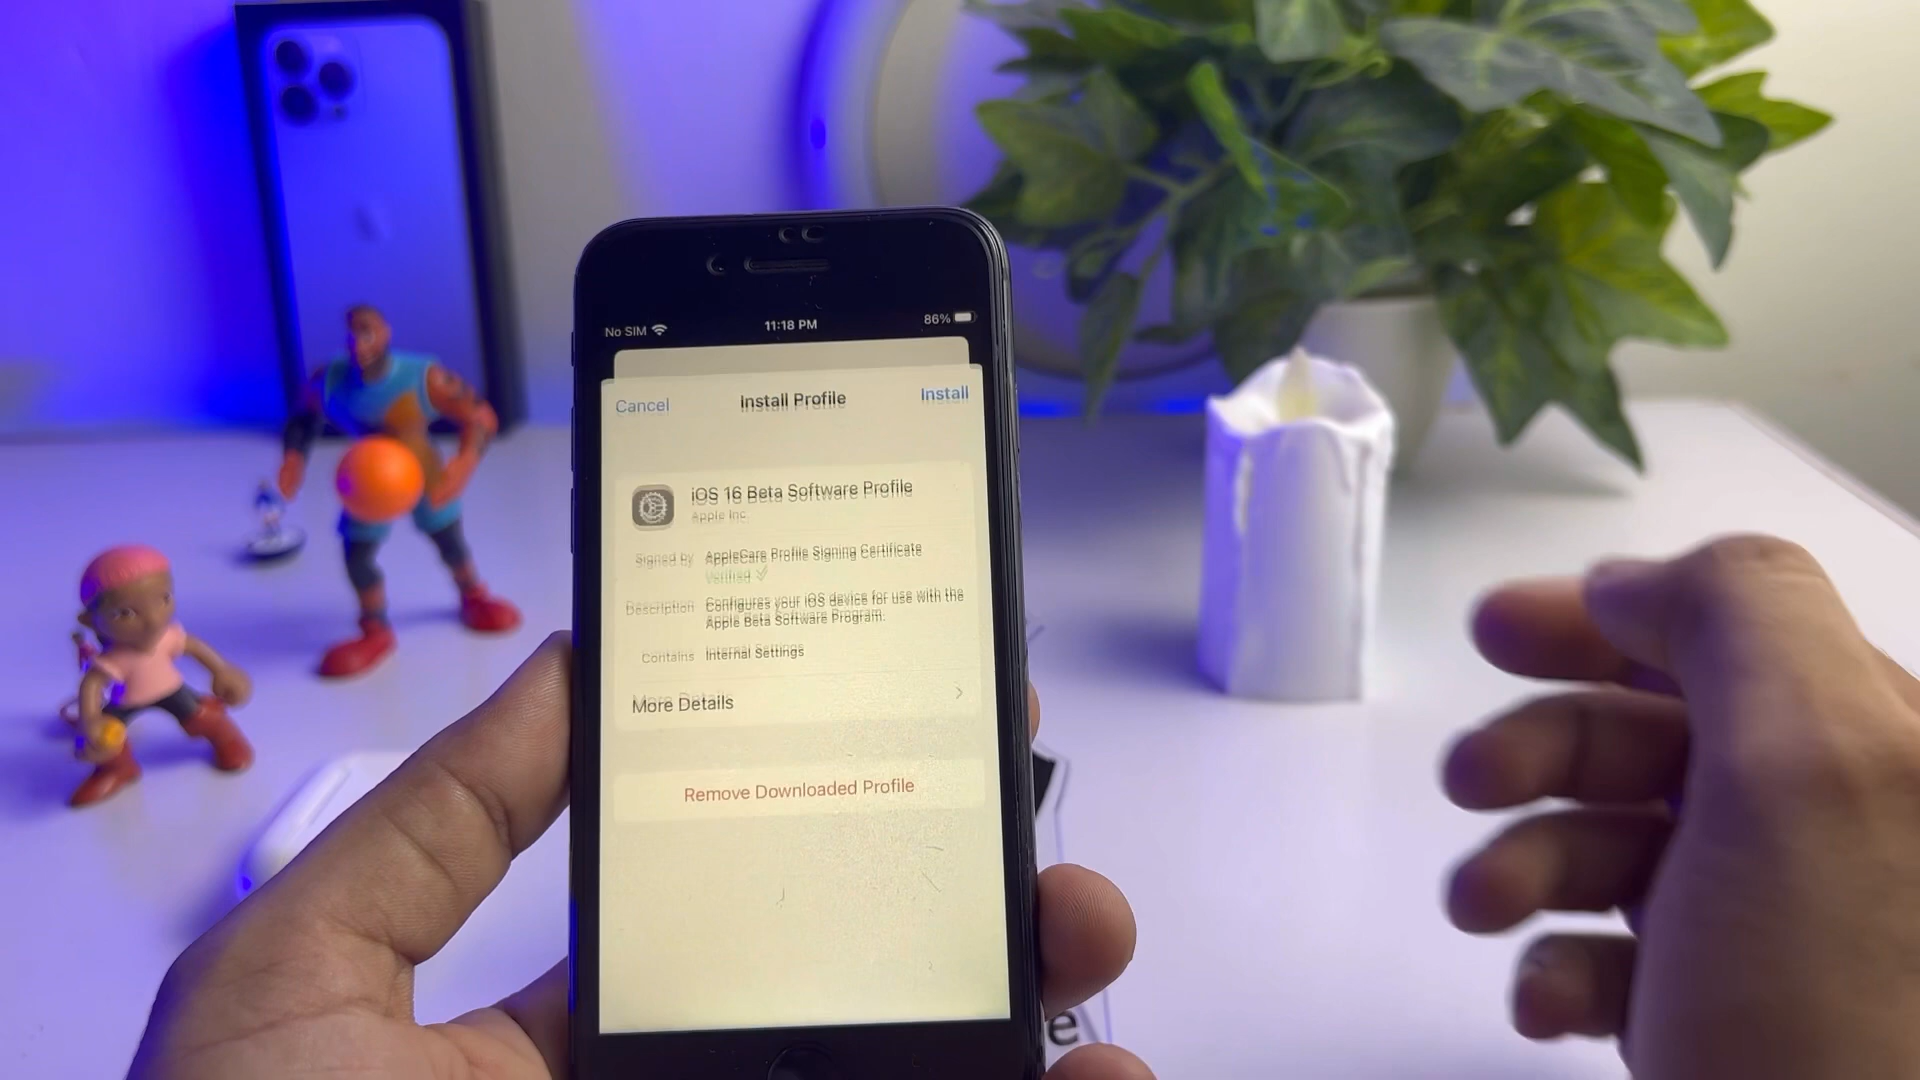 No SIM 11:18 PM 86%
Cancel Install Profile Install
iOS 16 Beta Software Profile
Apple Inc.
Signed by AppleCare Profile Signing Certificate
Verified
Description Configures your iOS device for use with the
Apple Beta Software Program.
Contains Internal Settings
More Details
Remove Downloaded Profile
e